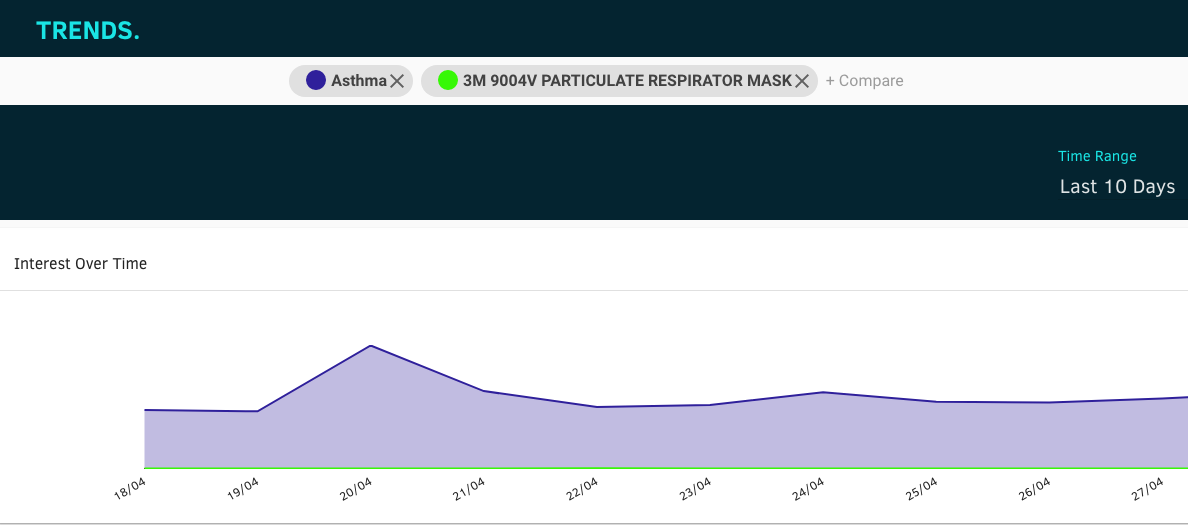 TRENDS.
Asthma
3M 9004V PARTICULATE RESPIRATOR MASK
+ Compare
Time Range
Last 10 Days
Interest Over Time
18/04 19/04 20/04 21/04 22/04 23/04 24/04 25/04 26/04 27/04